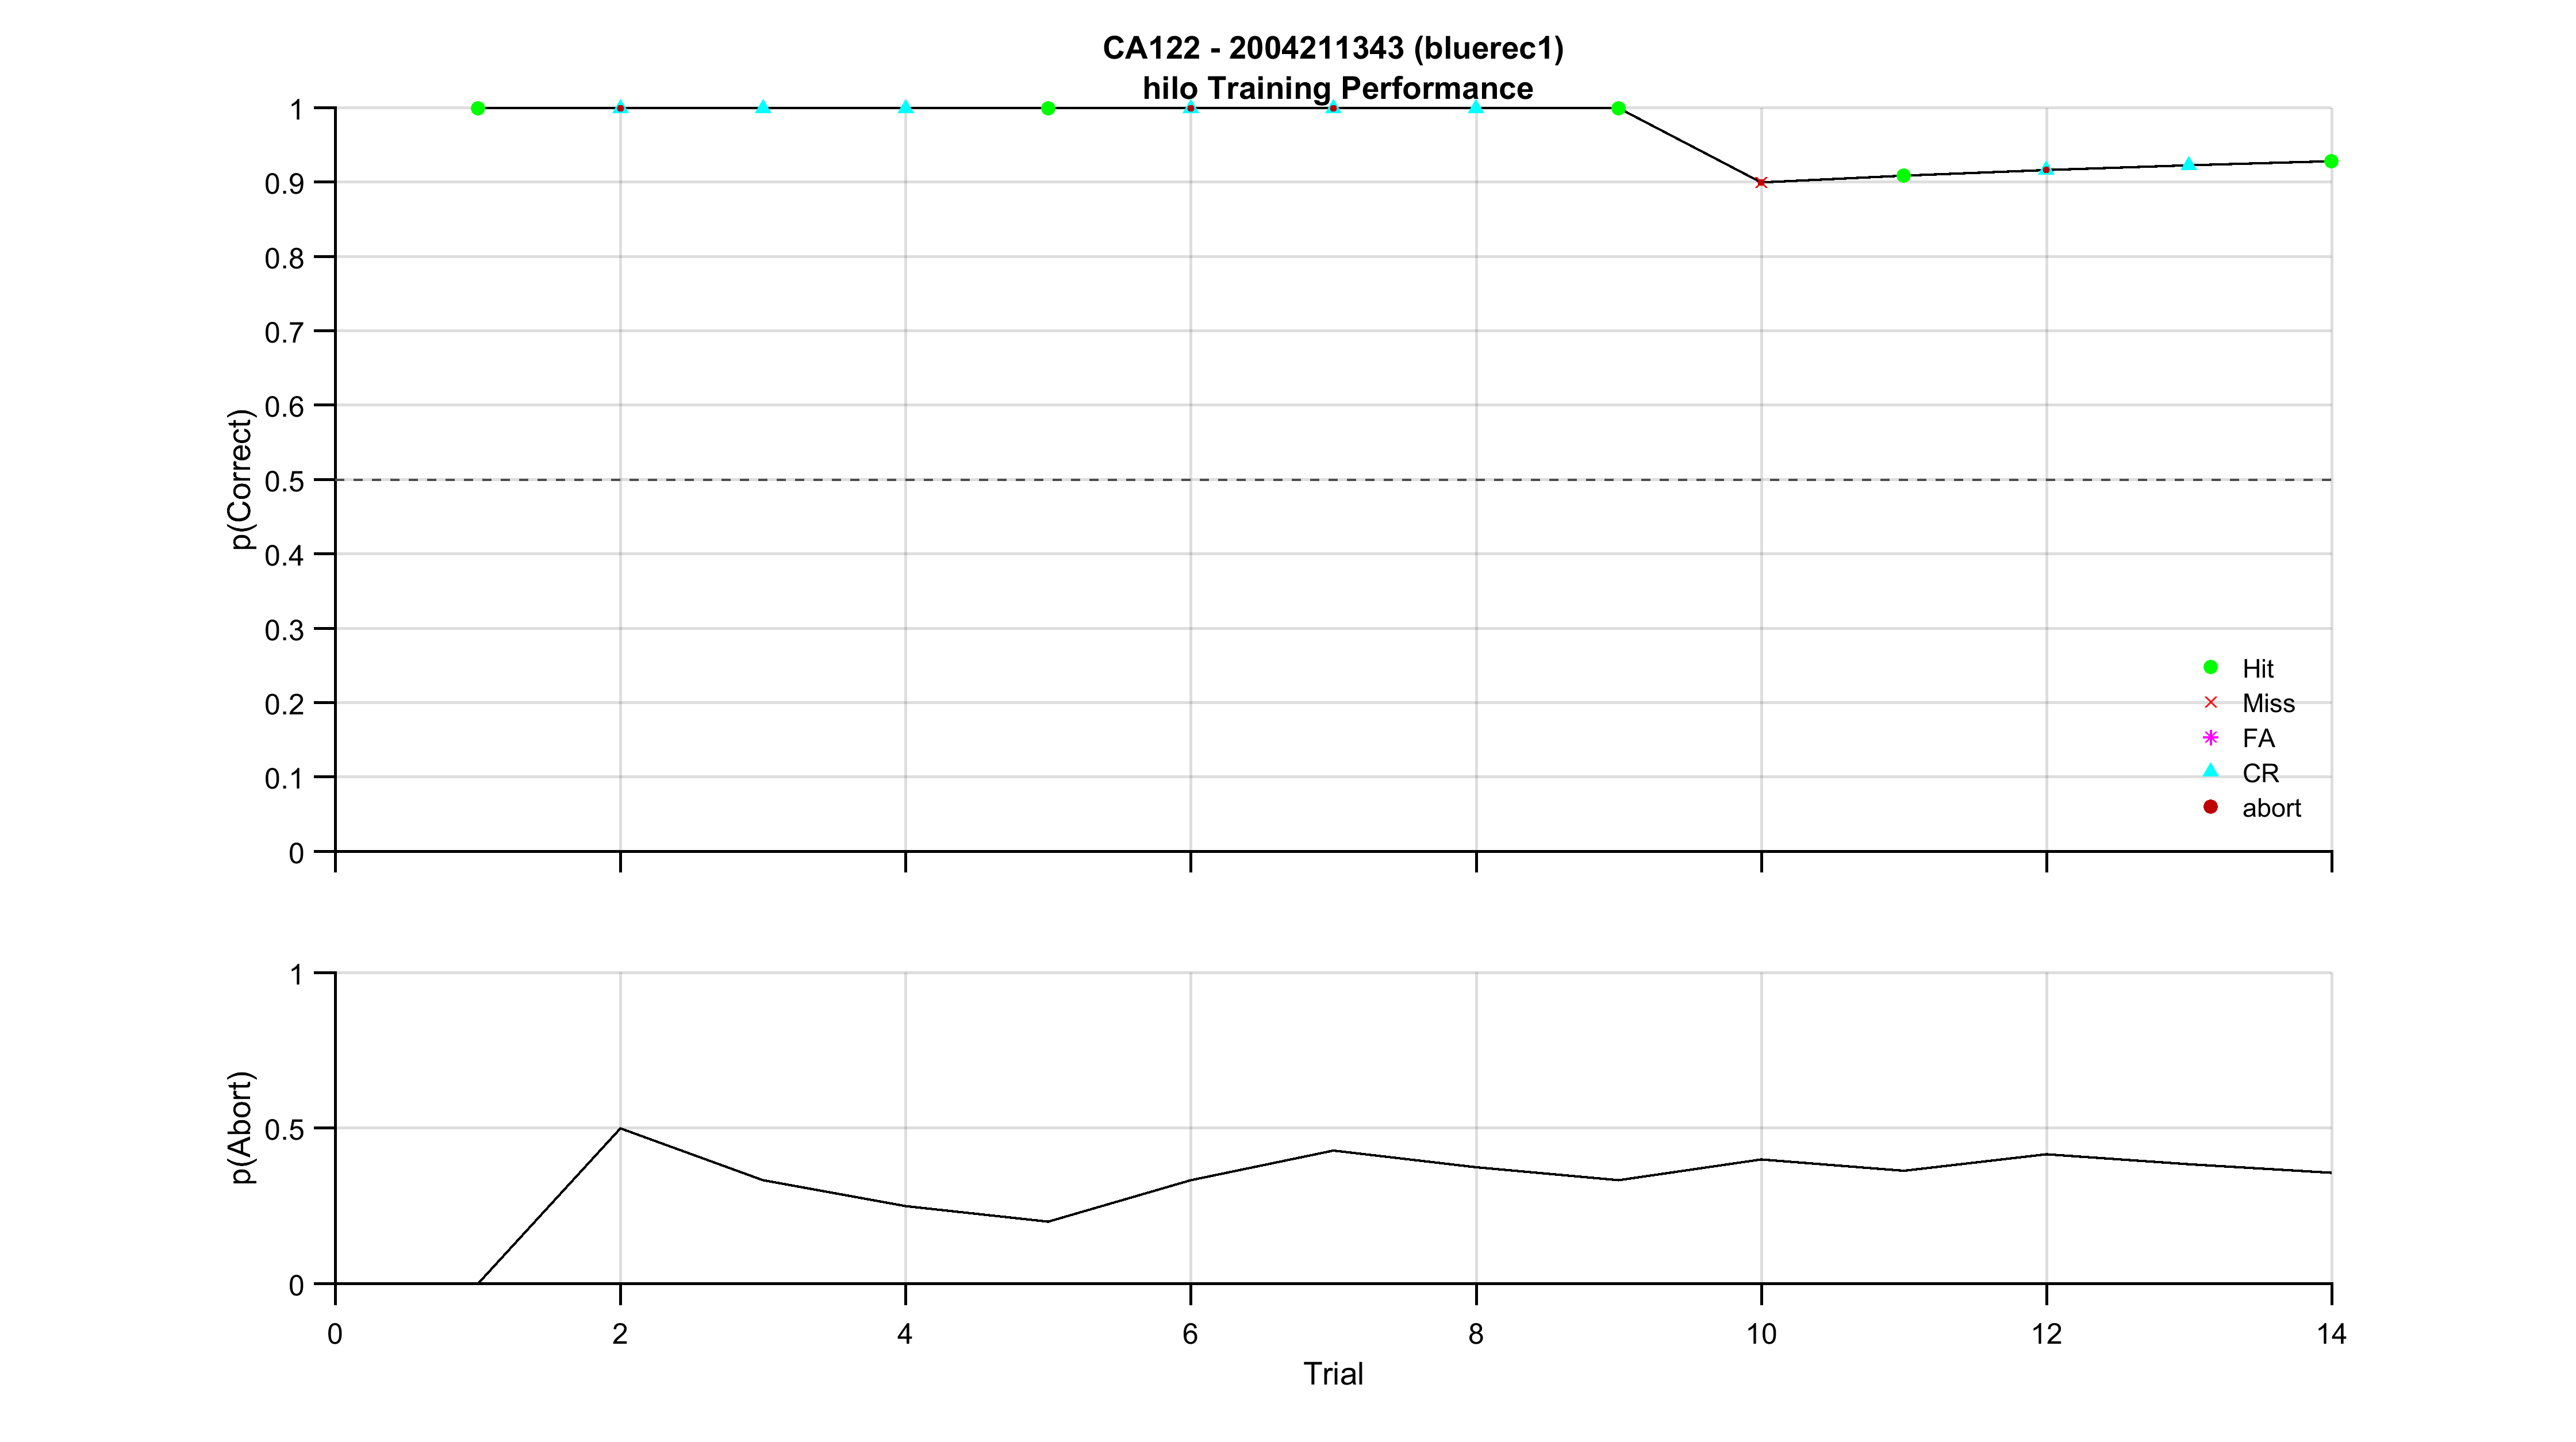 CA122 - 2004211343 (bluerec1)
hilo Training Performance
p(Correct)
1
0.9
0.8
0.7
0.6
0.5
0.4
0.3
0.2
0.1
0
Hit
Miss
FA
CR
abort
p(Abort)
1
0.5
0
0 2 4 6 8 10 12 14
Trial